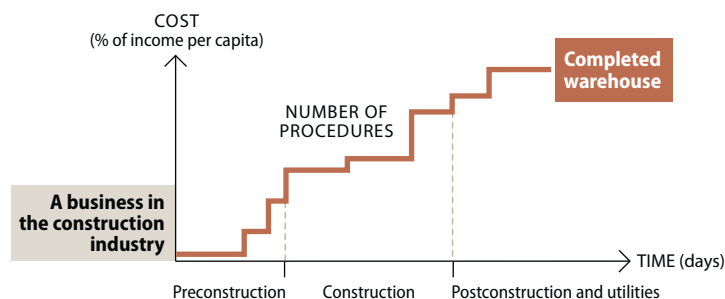 COST
(% of income per capita)
Completed
warehouse
NUMBER OF
PROCEDURES
A business in
the construction
industry
TIME (days)
Preconstruction
Construction
Postconstruction and utilities